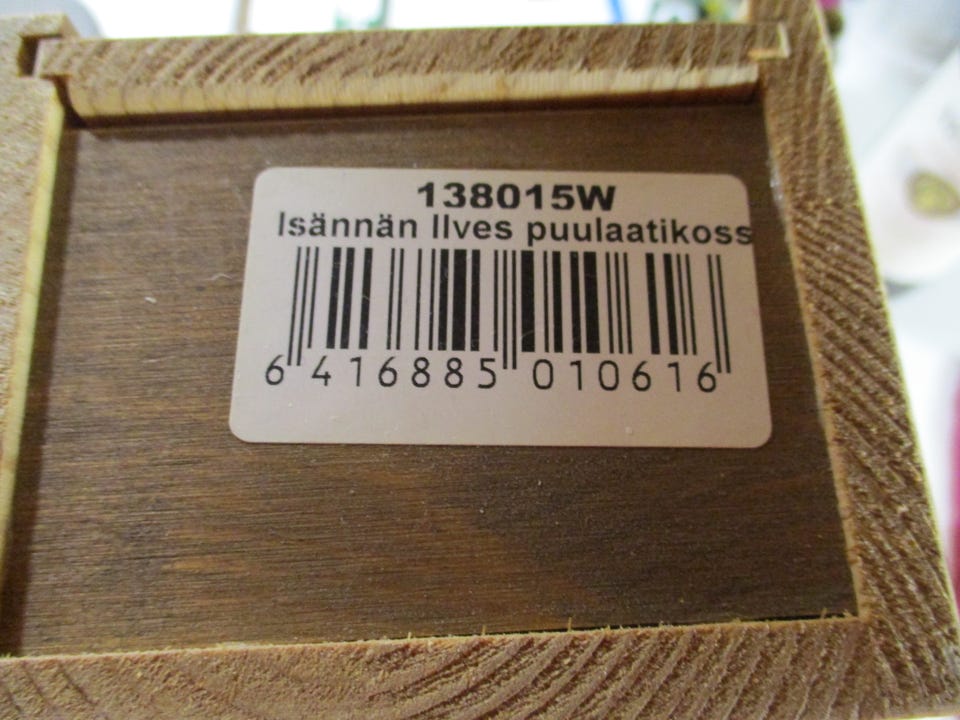 138015W
Isännän Ilves puulaatikoss
6 416885 010616